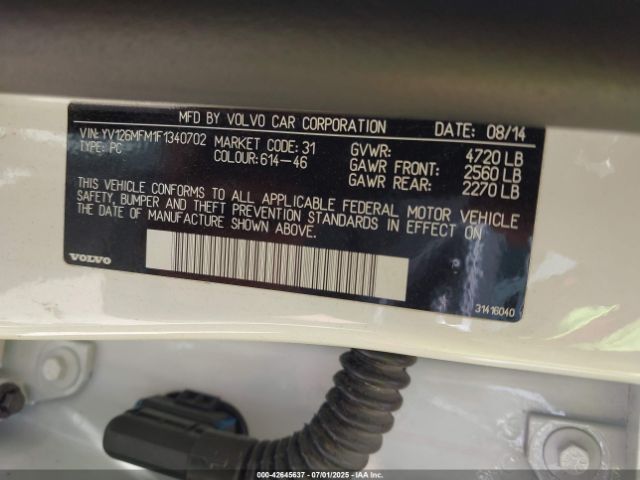 MFD BY VOLVO CAR CORPORATION DATE: 08/14
VIN: YV126MFM1F1340702 MARKET CODE: 31 GVWR: 4720 LB
TYPE: PC COLOUR: 614-46 GAWR FRONT: 2560 LB
GAWR REAR: 2270 LB
THIS VEHICLE CONFORMS TO ALL APPLICABLE FEDERAL MOTOR VEHICLE
SAFETY, BUMPER AND THEFT PREVENTION STANDARDS IN EFFECT ON
THE DATE OF MANUFACTURE SHOWN ABOVE.
VOLVO
31416040
000-42645637 - 07/01/2025 - IAA Inc.